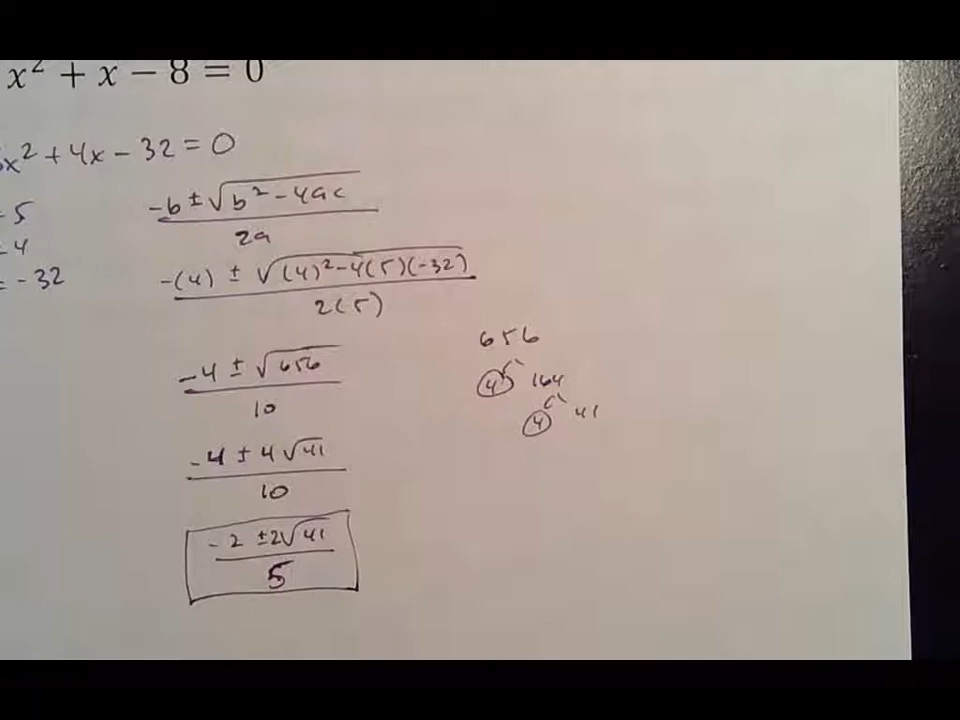 x² + x − 8 = 0
x² + 4x − 32 = 0
5
4
= -32
-b ± √b² - 4ac
2a
-(4) ± √(4)² - 4(5)(-32)
2(5)
-4 ± √656
10
-4 ± 4√41
10
-2 ± 2√41
5
656
4 164
4 41